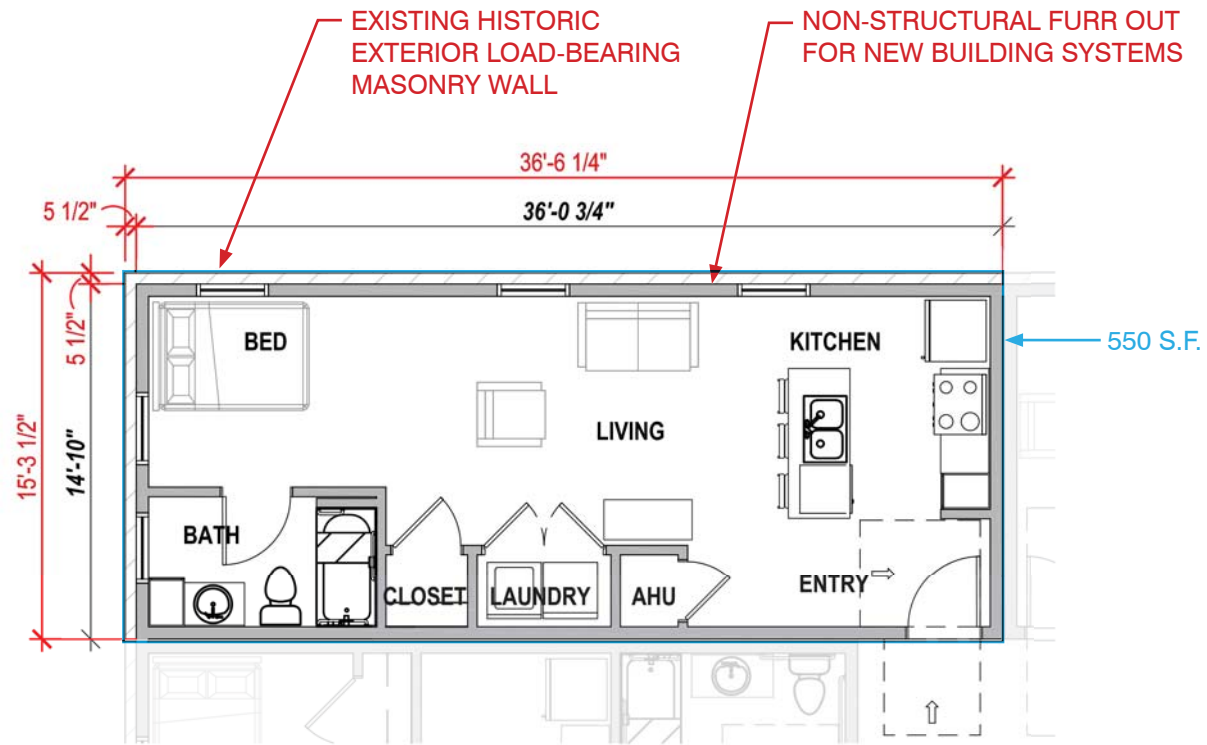 EXISTING HISTORIC
EXTERIOR LOAD-BEARING
MASONRY WALL
NON-STRUCTURAL FURR OUT
FOR NEW BUILDING SYSTEMS
36'-6 1/4"
5 1/2"
36'-0 3/4"
5 1/2"
15'-3 1/2"
14'-10"
BED
KITCHEN
550 S.F.
LIVING
BATH
CLOSET
LAUNDRY
AHU
ENTRY